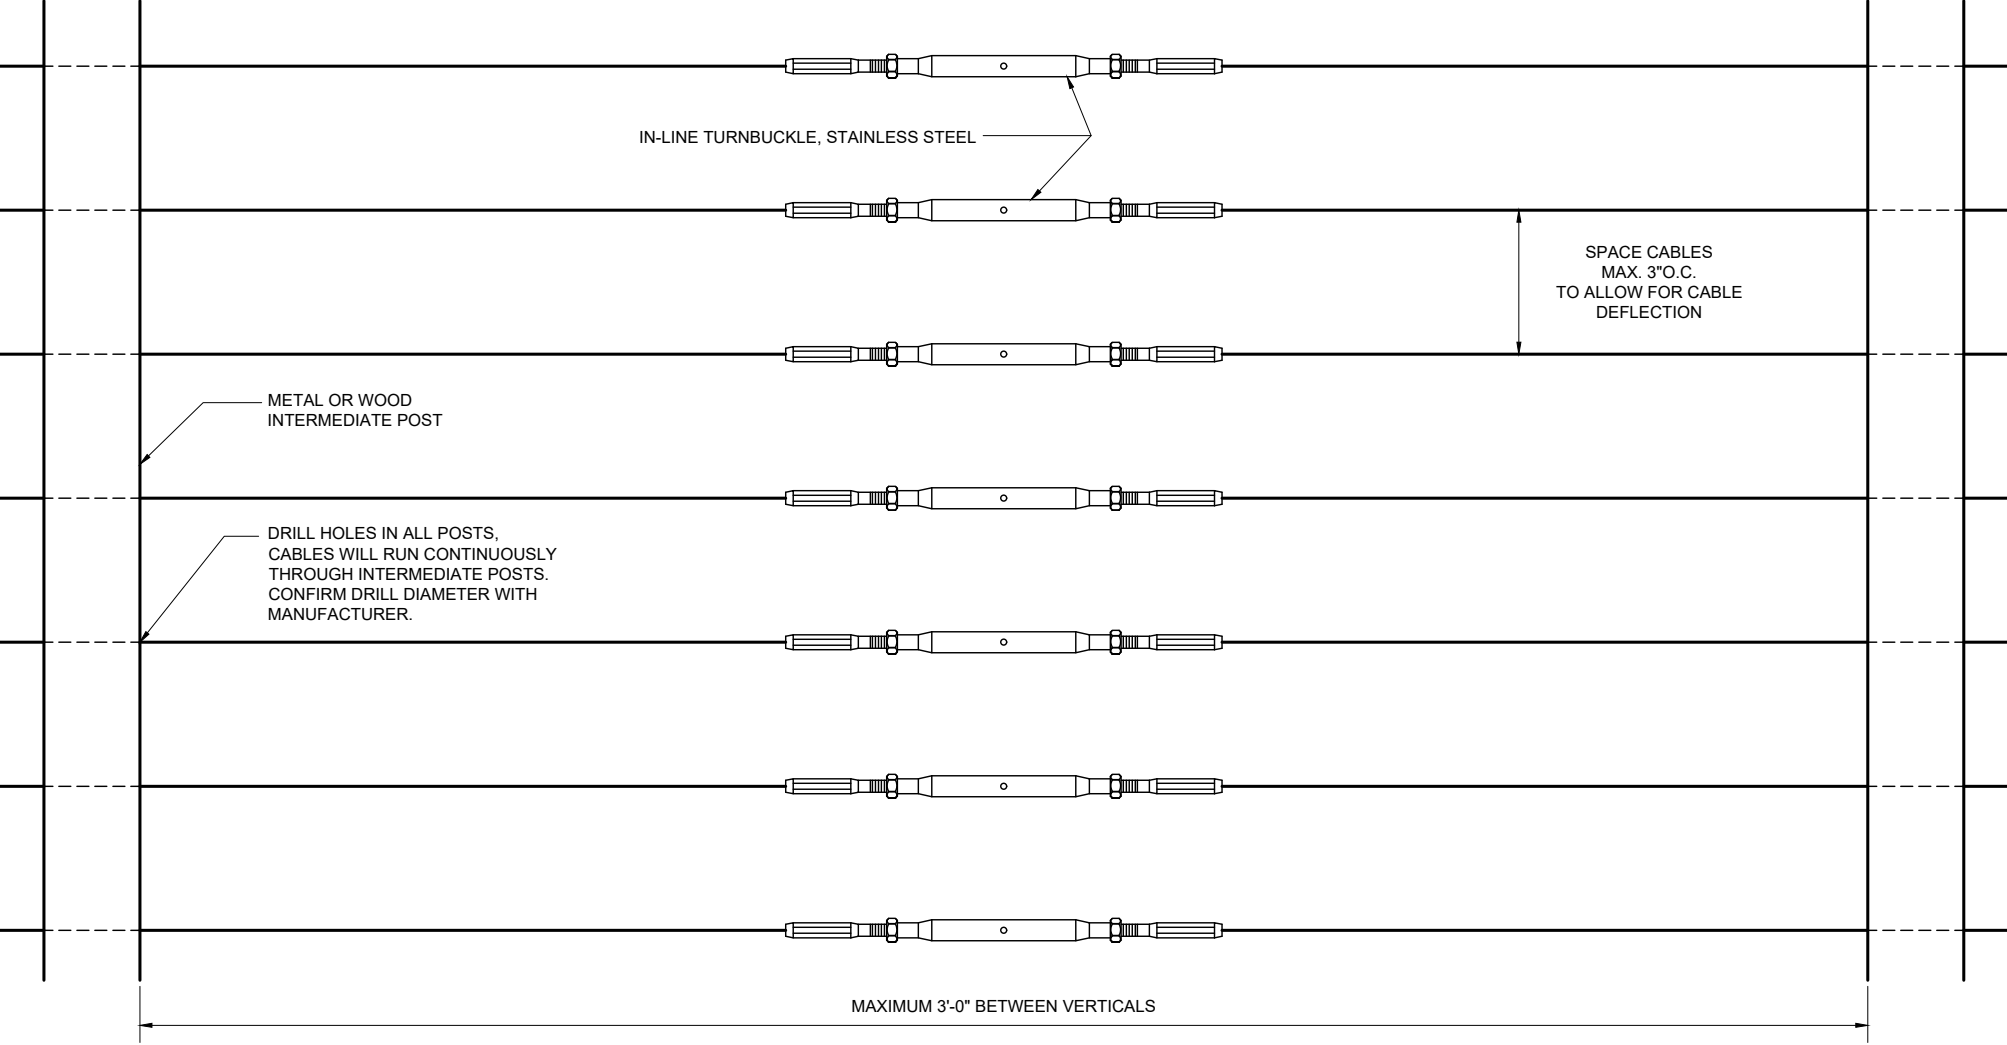 IN-LINE TURNBUCKLE, STAINLESS STEEL
SPACE CABLES
MAX. 3"O.C.
TO ALLOW FOR CABLE
DEFLECTION
METAL OR WOOD
INTERMEDIATE POST
DRILL HOLES IN ALL POSTS,
CABLES WILL RUN CONTINUOUSLY
THROUGH INTERMEDIATE POSTS.
CONFIRM DRILL DIAMETER WITH
MANUFACTURER.
MAXIMUM 3'-0" BETWEEN VERTICALS